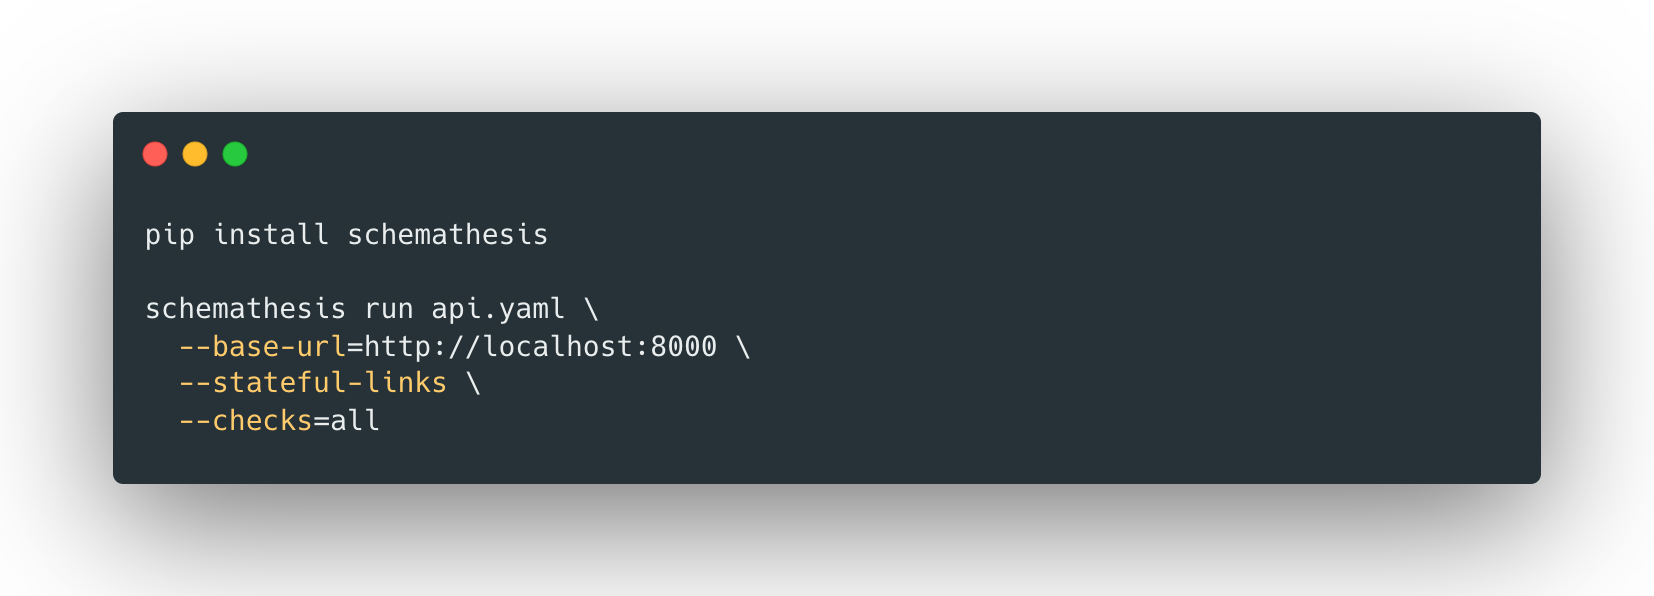 pip install schemathesis
schemathesis run api.yaml \
--base-url=http://localhost:8000 \
--stateful-links \
--checks=all